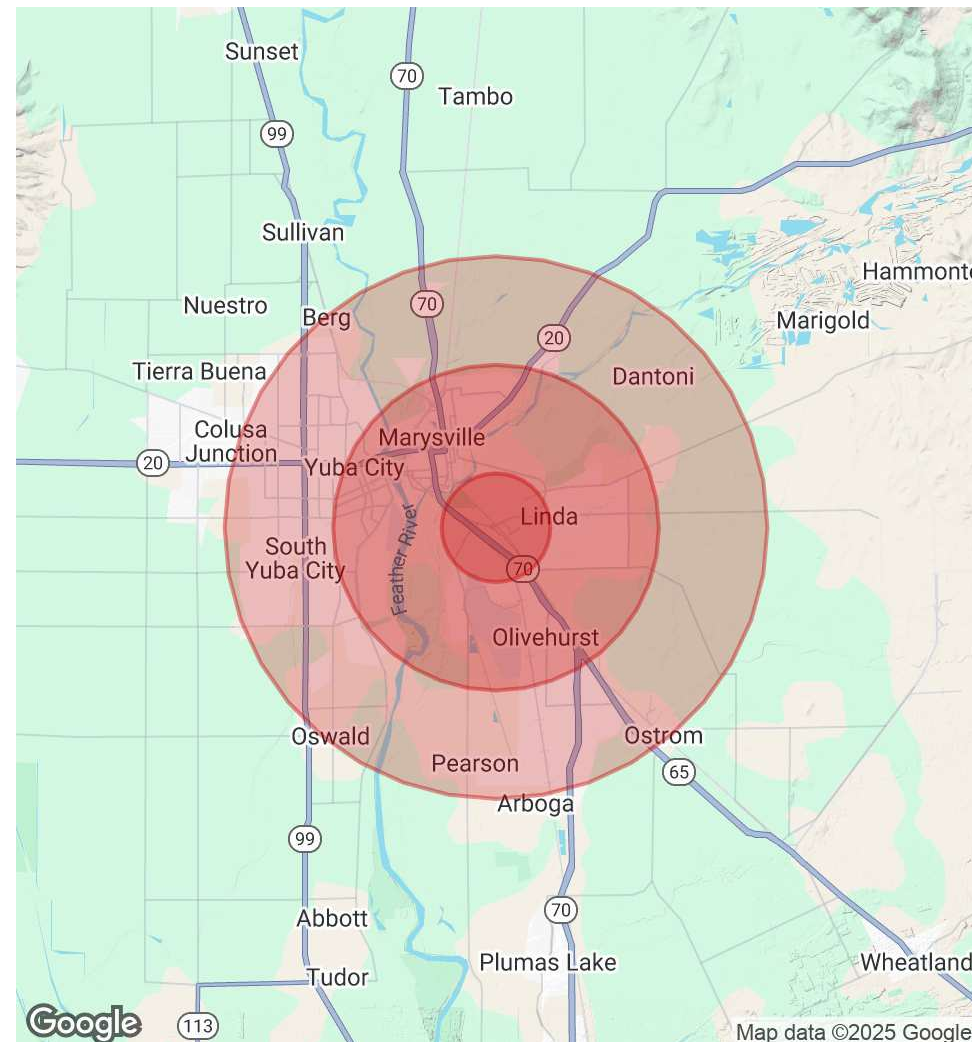 Sunset
70
Tambo
99
Sullivan
Hammonto
Nuestro
70
Berg
Marigold
20
Tierra Buena
Dantoni
Colusa
Junction
Marysville
20
Yuba City
Linda
Feather River
South
Yuba City
70
Olivehurst
Oswald
Ostrom
Pearson
65
Arboga
99
70
Abbott
Plumas Lake
Wheatland
Tudor
Google
113
Map data ©2025 Google